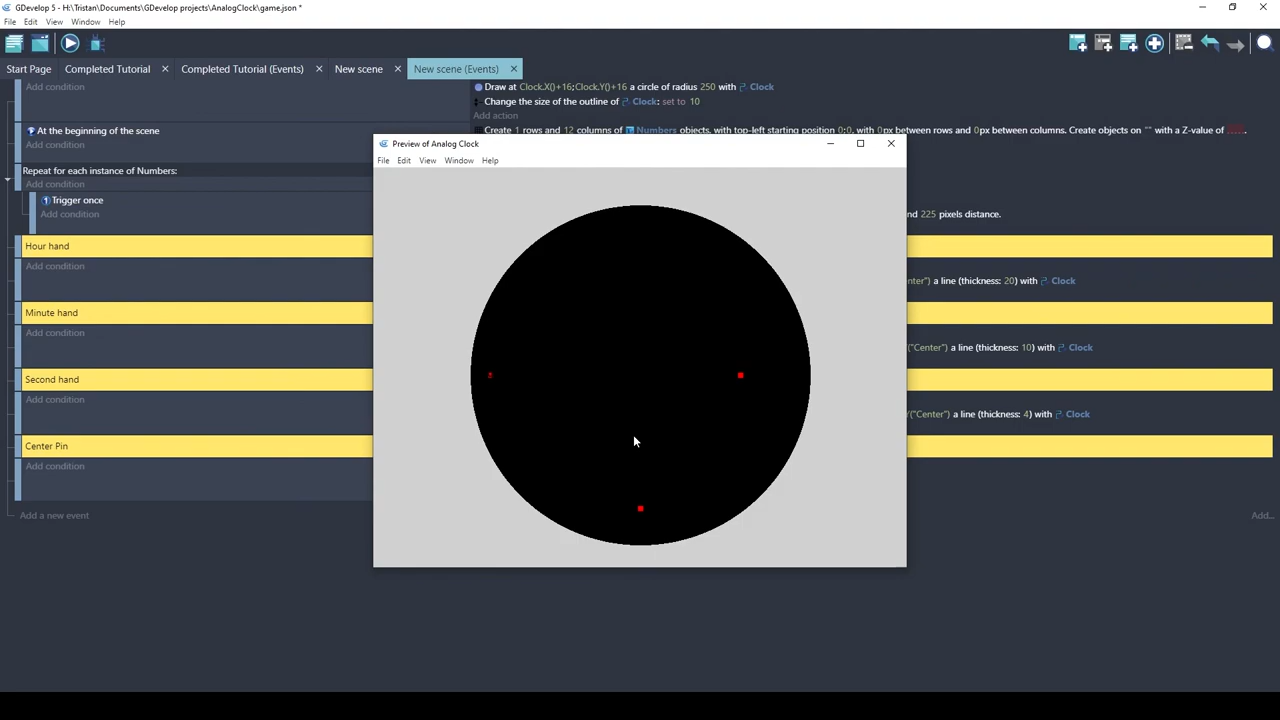 GDevelop 5 - H:\Tristan\Documents\GDevelop projects\AnalogClock\game.json *
File Edit View Window Help
Start Page Completed Tutorial Completed Tutorial (Events) New scene New scene (Events)
Add condition
Draw at Clock.X()+16;Clock.Y()+16 a circle of radius 250 with Clock
Change the size of the outline of Clock: set to 10
Add action
At the beginning of the scene
Add condition
Create 1 rows and 12 columns of Numbers objects, with top-left starting position 0;0, with 0px between rows and 0px between columns. Create objects on "" with a Z-value of
Preview of Analog Clock
File Edit View Window Help
Repeat for each instance of Numbers:
Add condition
Trigger once
Add condition
nd 225 pixels distance.
Hour hand
Add condition
nter") a line (thickness: 20) with Clock
Minute hand
Add condition
("Center") a line (thickness: 10) with Clock
Second hand
Add condition
Y("Center") a line (thickness: 4) with Clock
Center Pin
Add condition
Add a new event
Add...